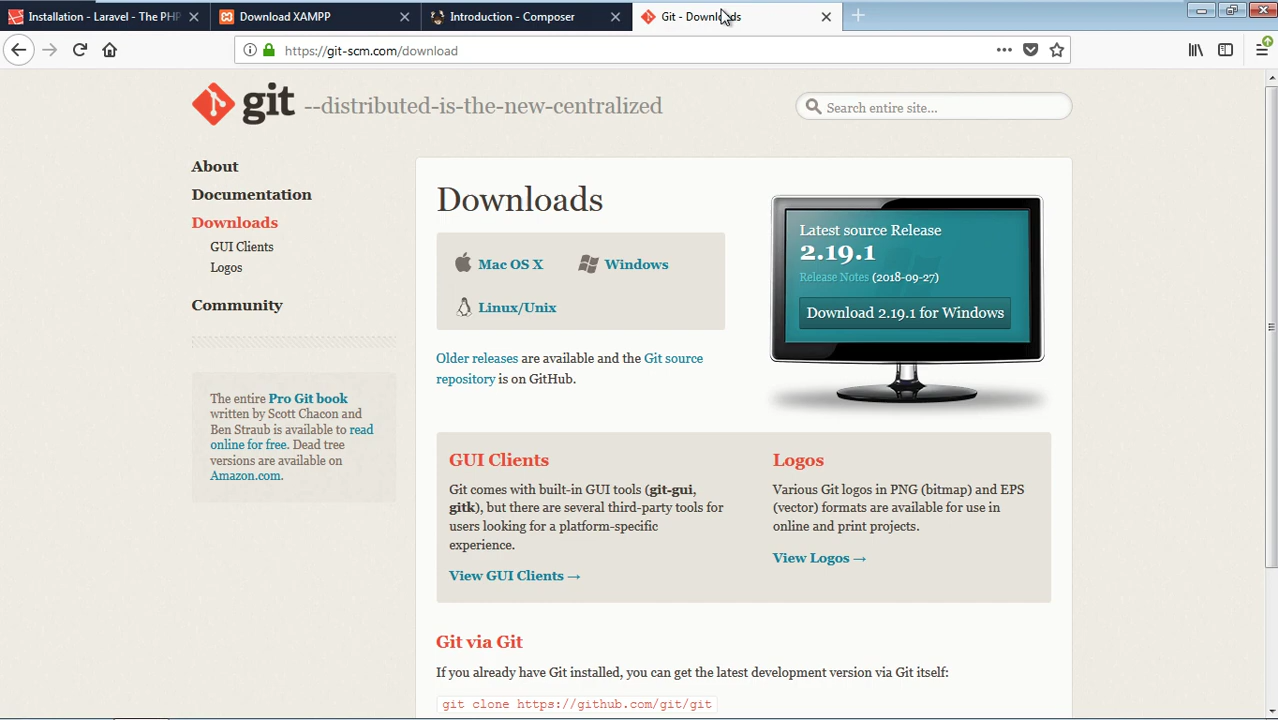 Installation - Laravel - The PHP
Download XAMPP
Introduction - Composer
Git - Downloads
https://git-scm.com/download
git --distributed-is-the-new-centralized
Search entire site...
About
Documentation
Downloads
GUI Clients
Logos
Community
The entire Pro Git book
written by Scott Chacon and
Ben Straub is available to read
online for free. Dead tree
versions are available on
Amazon.com.
Downloads
Mac OS X
Windows
Linux/Unix
Older releases are available and the Git source
repository is on GitHub.
Latest source Release
2.19.1
Release Notes (2018-09-27)
Download 2.19.1 for Windows
GUI Clients
Git comes with built-in GUI tools (git-gui,
gitk), but there are several third-party tools for
users looking for a platform-specific
experience.
View GUI Clients →
Logos
Various Git logos in PNG (bitmap) and EPS
(vector) formats are available for use in
online and print projects.
View Logos →
Git via Git
If you already have Git installed, you can get the latest development version via Git itself:
git clone https://github.com/git/git